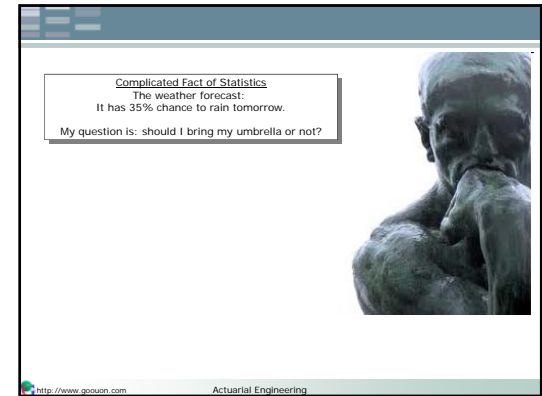 Complicated Fact of Statistics
The weather forecast:
It has 35% chance to rain tomorrow.
My question is: should I bring my umbrella or not?
http://www.goouon.com
Actuarial Engineering